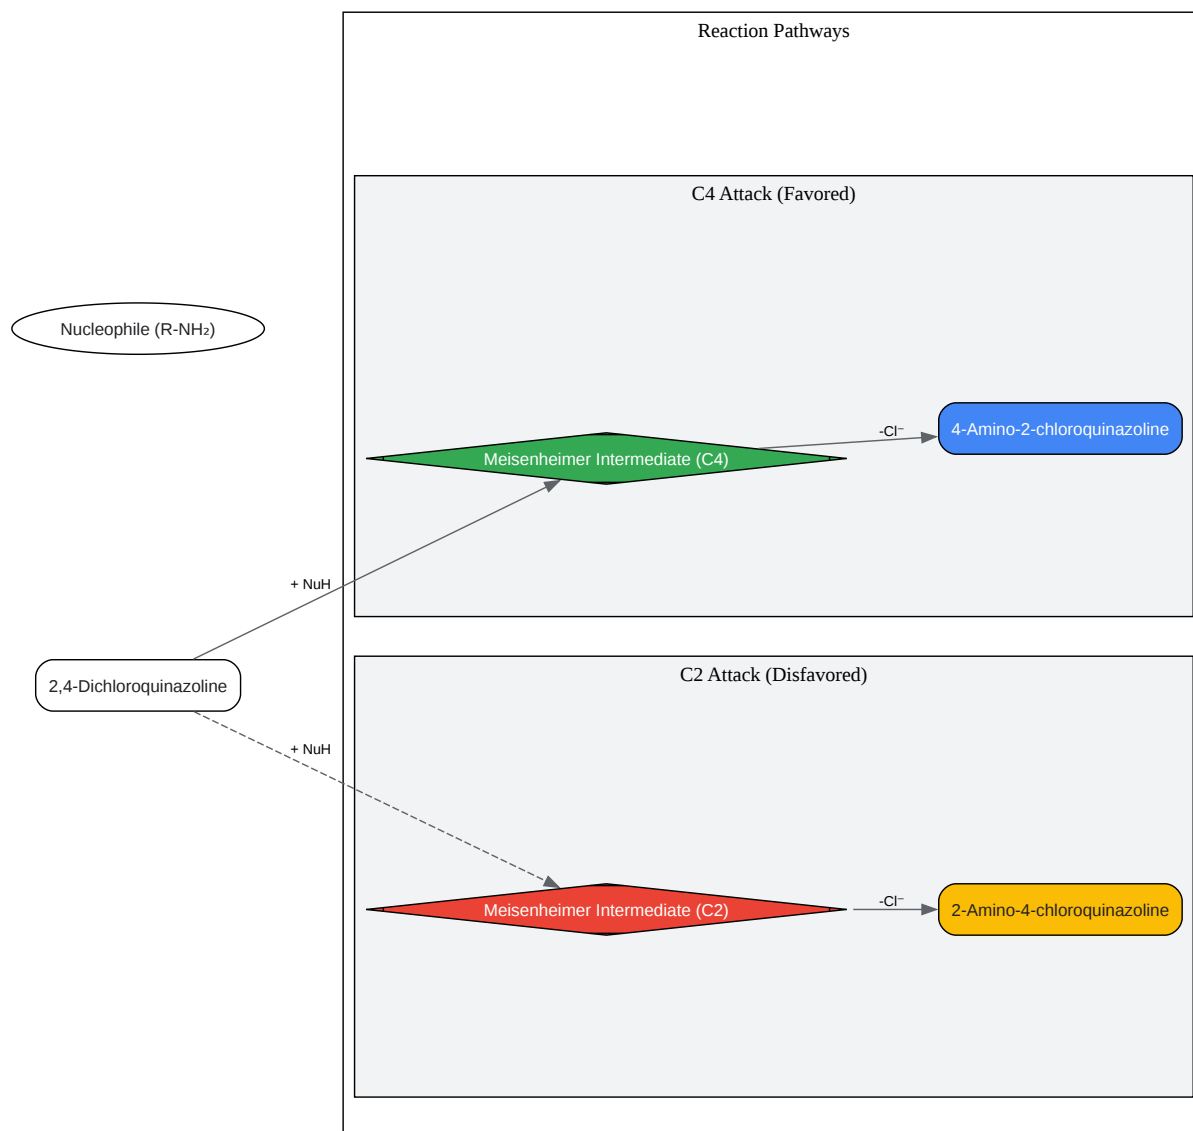 Reaction Pathways
C4 Attack (Favored)
Nucleophile (R-NH₂)
4-Amino-2-chloroquinazoline
-Cl⁻
Meisenheimer Intermediate (C4)
+ NuH
2,4-Dichloroquinazoline
C2 Attack (Disfavored)
+ NuH
Meisenheimer Intermediate (C2)
-Cl⁻
2-Amino-4-chloroquinazoline